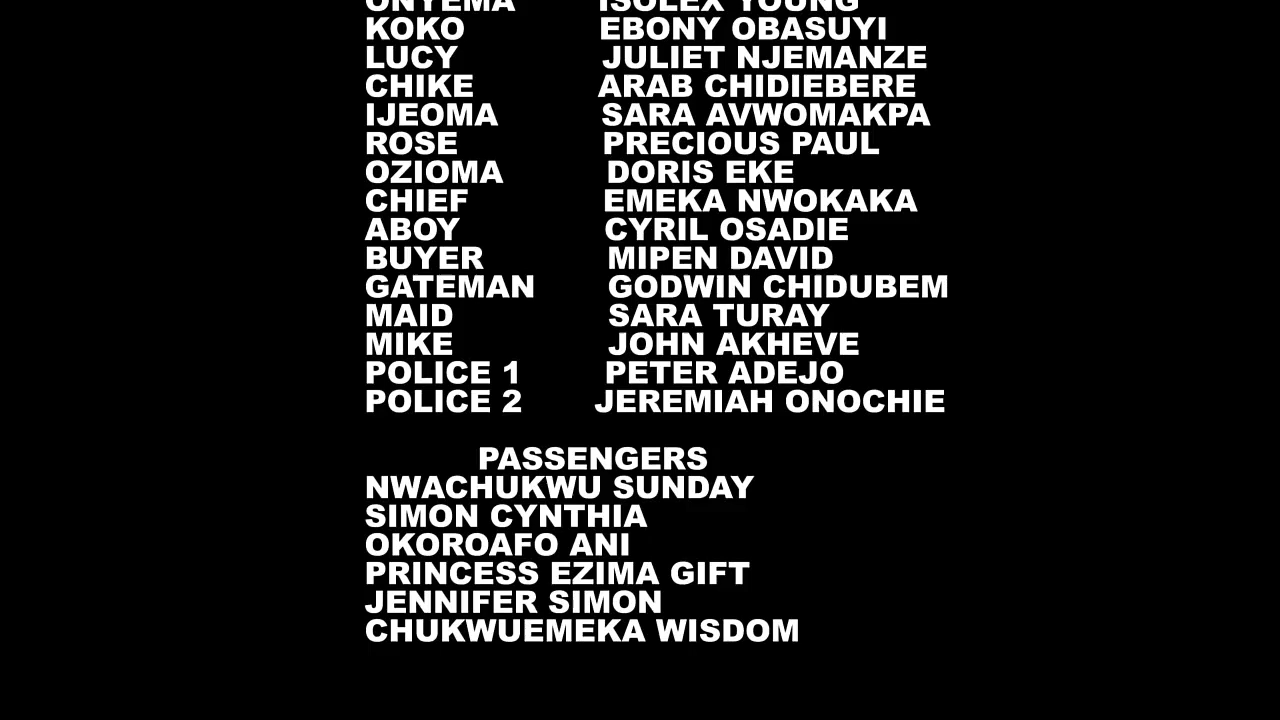 ONYEMA ISOLEX YOUNG
KOKO EBONY OBASUYI
LUCY JULIET NJEMANZE
CHIKE ARAB CHIDIEBERE
IJEOMA SARA AVWOMAKPA
ROSE PRECIOUS PAUL
OZIOMA DORIS EKE
CHIEF EMEKA NWOKAKA
ABOY CYRIL OSADIE
BUYER MIPEN DAVID
GATEMAN GODWIN CHIDUBEM
MAID SARA TURAY
MIKE JOHN AKHEVE
POLICE 1 PETER ADEJO
POLICE 2 JEREMIAH ONOCHIE
PASSENGERS
NWACHUKWU SUNDAY
SIMON CYNTHIA
OKOROAFO ANI
PRINCESS EZIMA GIFT
JENNIFER SIMON
CHUKWUEMEKA WISDOM